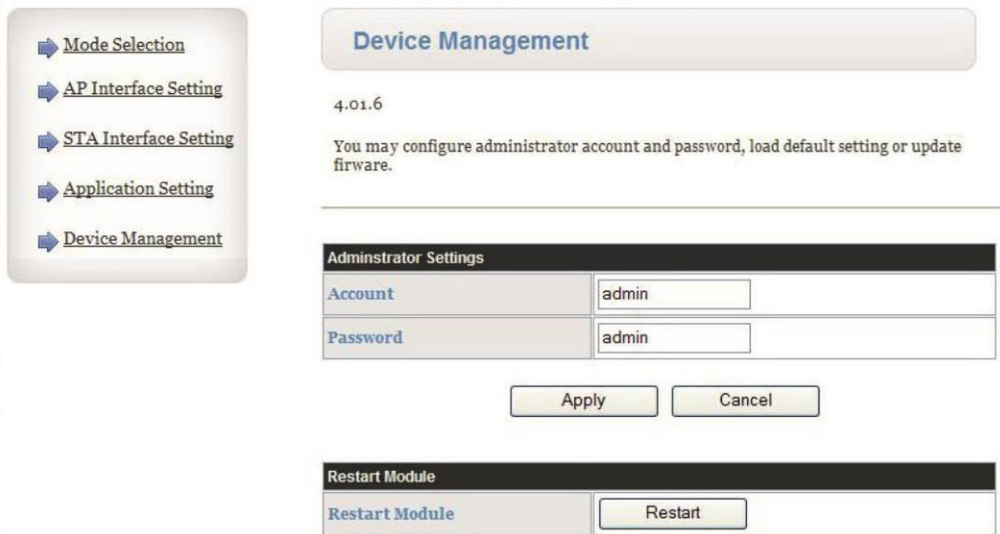 Mode Selection
AP Interface Setting
STA Interface Setting
Application Setting
Device Management
Device Management
4.01.6
You may configure administrator account and password, load default setting or update
firware.
Adminstrator Settings
Account
admin
Password
admin
Apply
Cancel
Restart Module
Restart Module
Restart